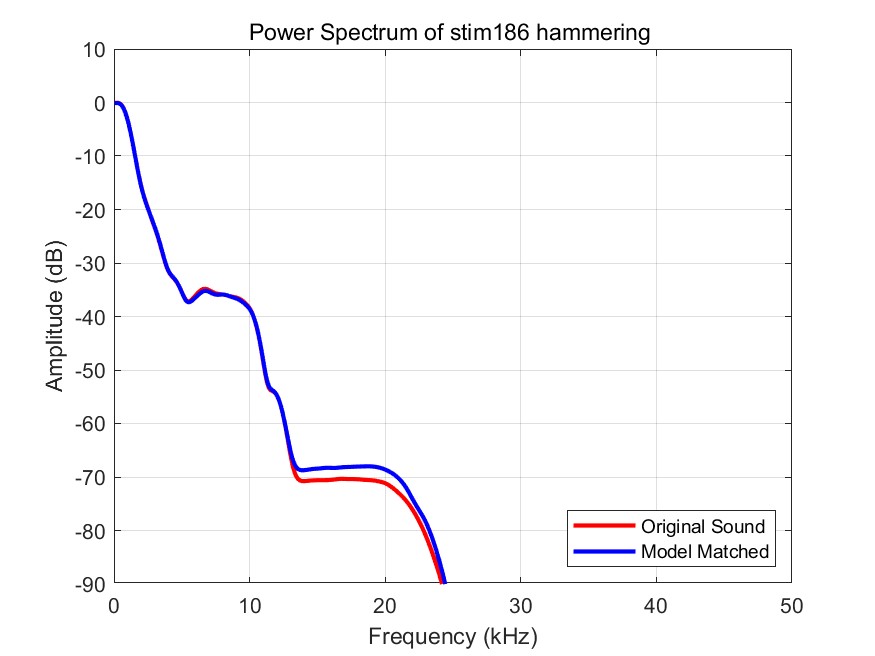 Power Spectrum of stim186 hammering
10
0
-10
-20
-30
-40
-50
-60
-70
-80
-90
Amplitude (dB)
0 10 20 30 40 50
Frequency (kHz)
Original Sound
Model Matched